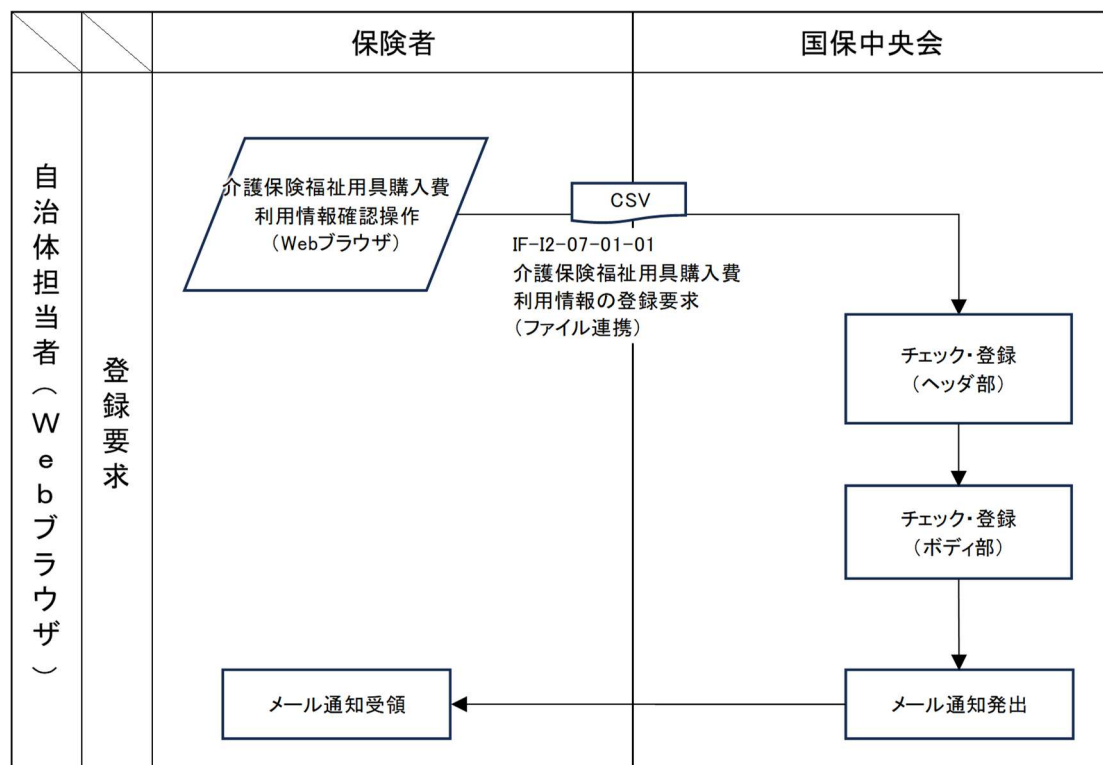 保険者
国保中央会
自治体担当者（Webブラウザ）
登録要求
介護保険福祉用具購入費
利用情報確認操作
（Webブラウザ）
CSV
IF-I2-07-01-01
介護保険福祉用具購入費
利用情報の登録要求
（ファイル連携）
チェック・登録
（ヘッダ部）
チェック・登録
（ボディ部）
メール通知受領
メール通知発出